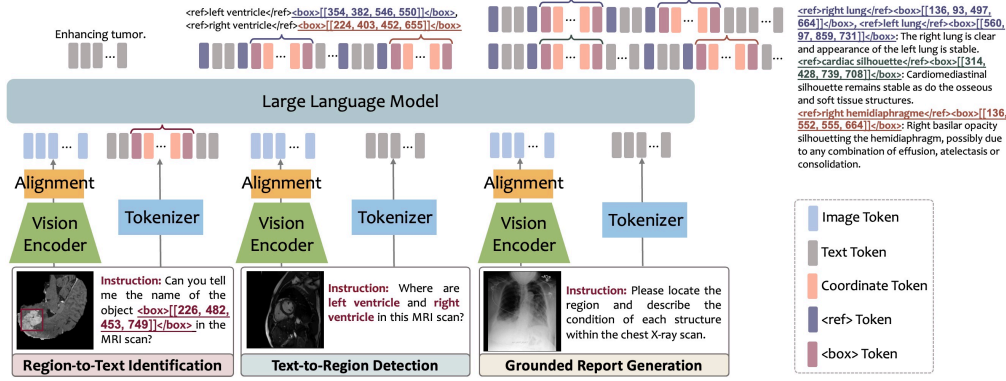 Enhancing tumor.
<ref>left ventricle</ref><box>[[354, 382, 546, 550]]</box>,
<ref>right ventricle</ref><box>[[224, 403, 452, 655]]</box>
<ref>right lung</ref><box>[[136, 93, 497,
664]]</box>, <ref>left lung</ref><box>[[560,
97, 859, 731]]</box>: The right lung is clear
and appearance of the left lung is stable.
<ref>cardiac silhouette</ref><box>[[314,
428, 739, 708]]</box>: Cardiomediastinal
silhouette remains stable as do the osseous
and soft tissue structures.
<ref>right hemidiaphragme</ref><box>[[136,
552, 555, 664]]</box>: Right basilar opacity
silhouetting the hemidiaphragm, possibly due
to any combination of effusion, atelectasis or
consolidation.
Large Language Model
Alignment
Vision
Encoder
Tokenizer
Alignment
Vision
Encoder
Tokenizer
Alignment
Vision
Encoder
Tokenizer
Instruction: Can you tell
me the name of the
object <box>[[226, 482,
453, 749]]</box> in the
MRI scan?
Region-to-Text Identification
Instruction: Where are
left ventricle and right
ventricle in this MRI scan?
Text-to-Region Detection
Instruction: Please locate the
region and describe the
condition of each structure
within the chest X-ray scan.
Grounded Report Generation
Image Token
Text Token
Coordinate Token
<ref> Token
<box> Token